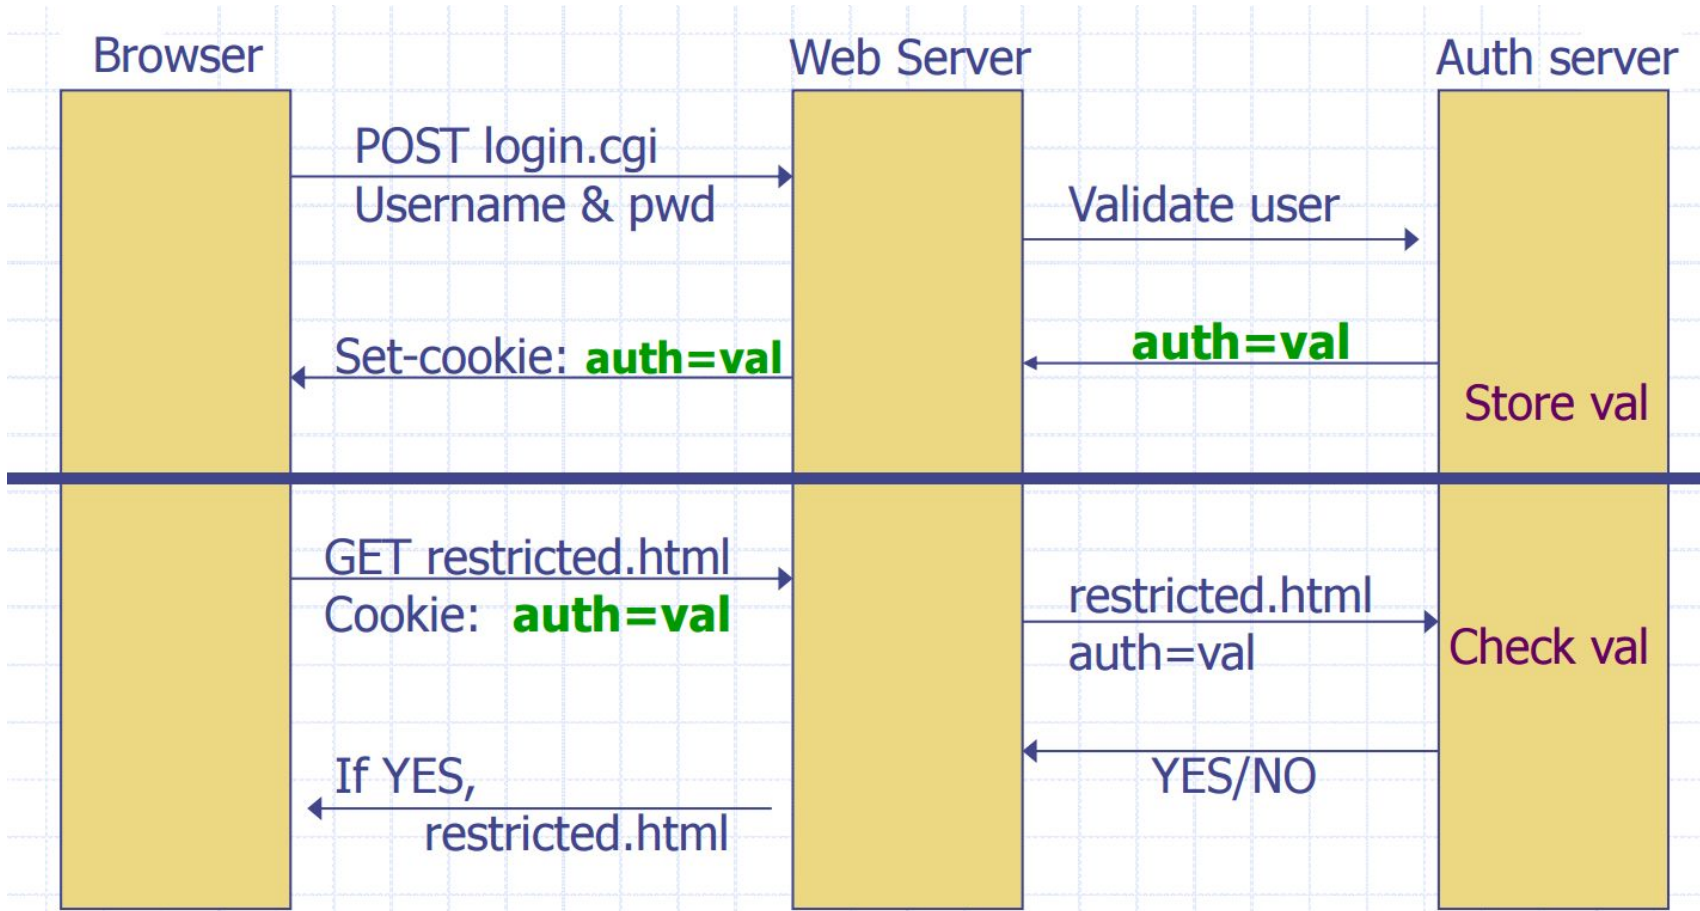 Browser
Web Server
Auth server
POST login.cgi
Username & pwd
Validate user
Set-cookie: auth=val
auth=val
Store val
GET restricted.html
Cookie: auth=val
restricted.html
auth=val
Check val
If YES,
restricted.html
YES/NO